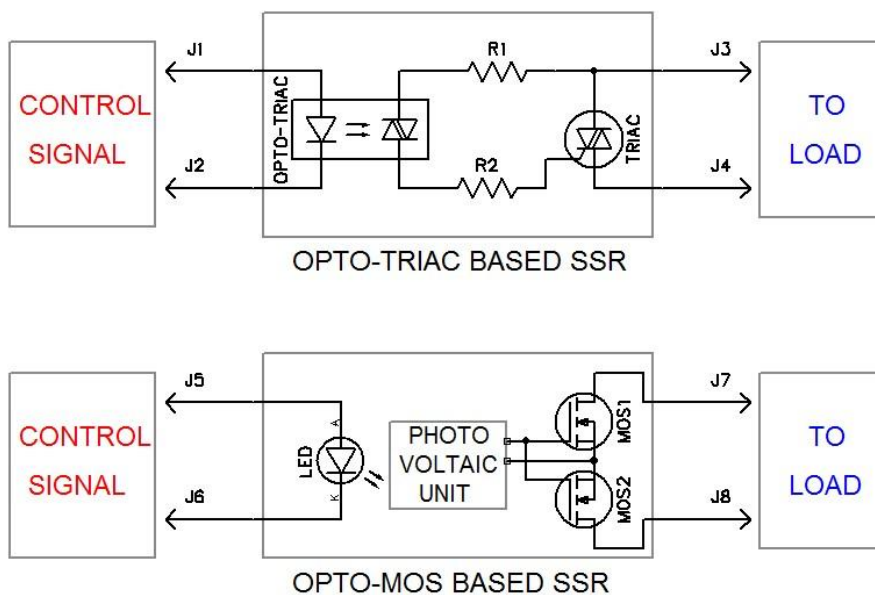 J1
R1
J3
CONTROL
SIGNAL
OPTO-TRIAC
TRIAC
TO
LOAD
J2
R2
J4
OPTO-TRIAC BASED SSR
J5
J7
CONTROL
SIGNAL
A
LED
K
PHOTO
VOLTAIC
UNIT
MOS1
MOS2
TO
LOAD
J6
J8
OPTO-MOS BASED SSR